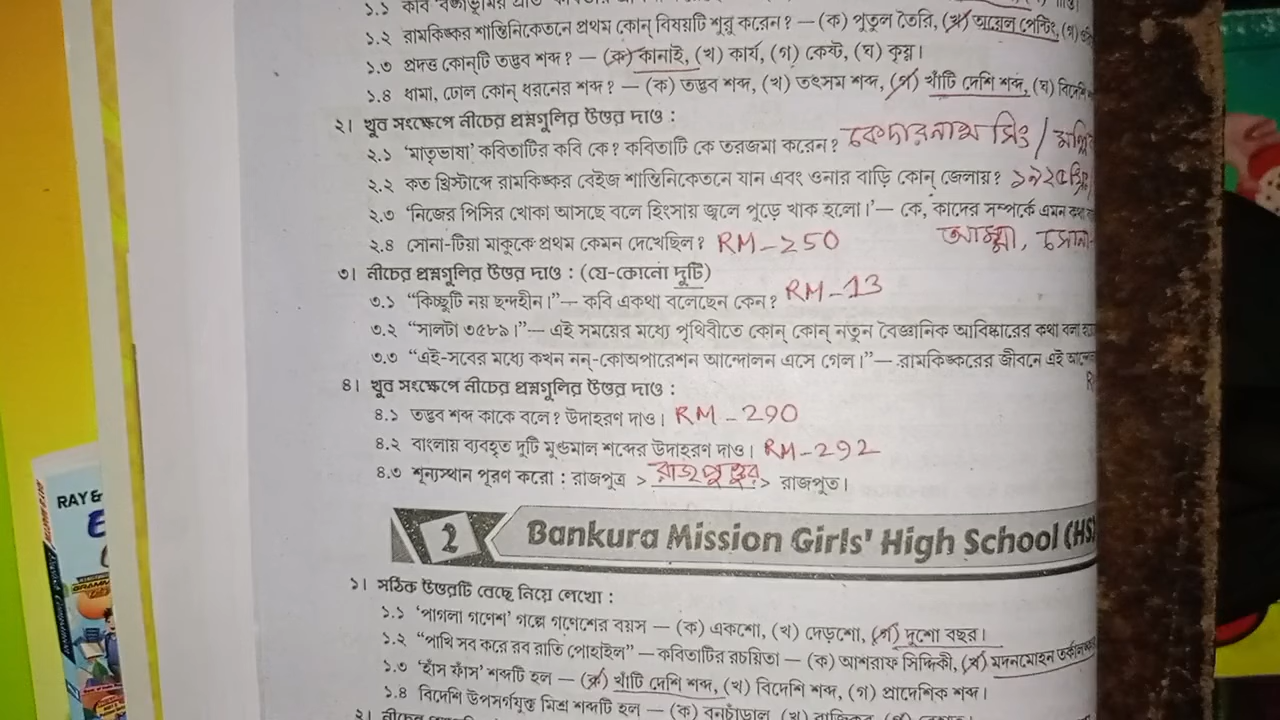 ১.২ রামকিঙ্কর শান্তিনিকেতনে প্রথম কোন্ বিষয়টি শুরু করেন? — (ক) পুতুল তৈরি, (খ) অয়েল পেন্টিং, (গ)
১.৩ প্রদত্ত কোন্‌টি তদ্ভব শব্দ? — (ক) কানাই, (খ) কার্য, (গ) কেষ্ট, (ঘ) কৃষ্ণ।
১.৪ ধামা, ঢোল কোন্ ধরনের শব্দ? — (ক) তদ্ভব শব্দ, (খ) তৎসম শব্দ, (গ) খাঁটি দেশি শব্দ, (ঘ)
২। খুব সংক্ষেপে নীচের প্রশ্নগুলির উত্তর দাও :
২.১ ‘মাতৃভাষা’ কবিতাটির কবি কে? কবিতাটি কে তরজমা করেন? কেদারনাথ সিং /
২.২ কত খ্রিস্টাব্দে রামকিঙ্কর বেইজ শান্তিনিকেতনে যান এবং ওনার বাড়ি কোন্ জেলায়? ১৯২৫
২.৩ ‘নিজের পিসির খোকা আসছে বলে হিংসায় জ্বলে পুড়ে খাক হলো।’— কে, কাদের সম্পর্কে এমন কথা
২.৪ সোনা-টিয়া মাকুকে প্রথম কেমন দেখেছিল? RM-250 আম্মা, সোনা-
৩। নীচের প্রশ্নগুলির উত্তর দাও : (যে-কোনো দুটি)
৩.১ “কিচ্ছুটি নয় ছন্দহীন।”— কবি একথা বলেছেন কেন? RM-13
৩.২ “সালটা ৩৫৮৯।”— এই সময়ের মধ্যে পৃথিবীতে কোন্ কোন্ নতুন বৈজ্ঞানিক আবিষ্কারের কথা বলা
৩.৩ “এই-সবের মধ্যে কখন নন্-কোঅপারেশন আন্দোলন এসে গেল।”— রামকিঙ্করের জীবনে এই
৪। খুব সংক্ষেপে নীচের প্রশ্নগুলির উত্তর দাও :
৪.১ তদ্ভব শব্দ কাকে বলে? উদাহরণ দাও। RM-290
৪.২ বাংলায় ব্যবহৃত দুটি মুণ্ডমাল শব্দের উদাহরণ দাও। RM-292
৪.৩ শূন্যস্থান পূরণ করো : রাজপুত্র > রাজপুত্তুর > রাজপুত।
RAY &
2 Bankura Mission Girls' High School (HS
১। সঠিক উত্তরটি বেছে নিয়ে লেখো :
১.১ ‘পাগলা গণেশ’ গল্পে গণেশের বয়স — (ক) একশো, (খ) দেড়শো, (গ) দুশো বছর।
১.২ “পাখি সব করে রব রাতি পোহাইল” — কবিতাটির রচয়িতা — (ক) আশরাফ সিদ্দিকী, (খ) মদনমোহন তর্কালঙ্কার
১.৩ ‘হাঁস ফাঁস’ শব্দটি হল — (ক) খাঁটি দেশি শব্দ, (খ) বিদেশি শব্দ, (গ) প্রাদেশিক শব্দ।
১.৪ বিদেশি উপসর্গযুক্ত মিশ্র শব্দটি হল — (ক)